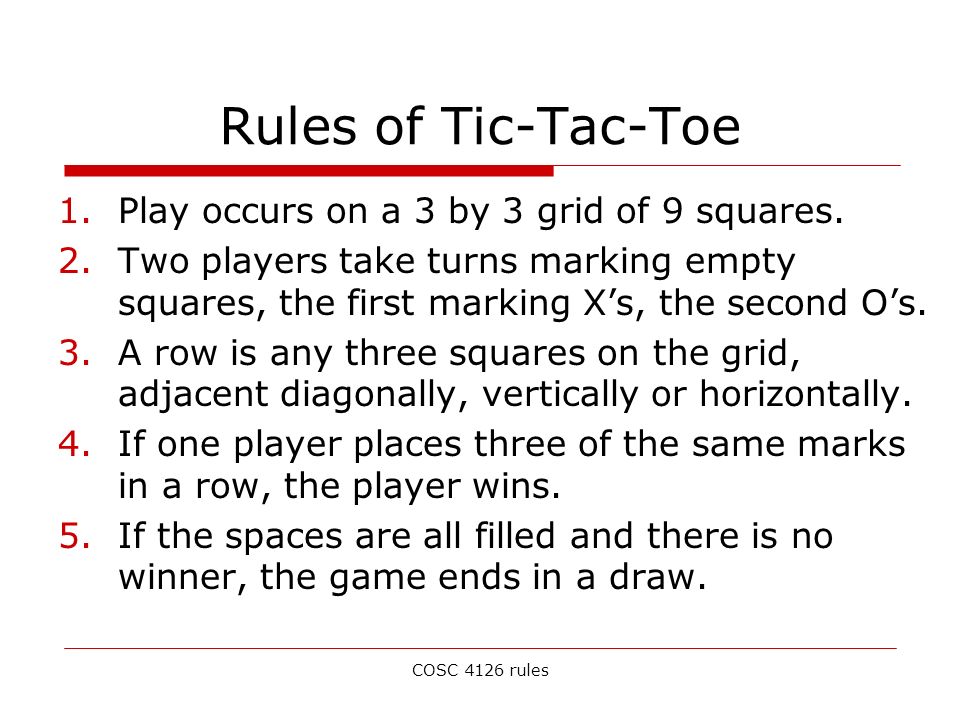 Rules of Tic-Tac-Toe
1. Play occurs on a 3 by 3 grid of 9 squares.
2. Two players take turns marking empty
squares, the first marking X’s, the second O’s.
3. A row is any three squares on the grid,
adjacent diagonally, vertically or horizontally.
4. If one player places three of the same marks
in a row, the player wins.
5. If the spaces are all filled and there is no
winner, the game ends in a draw.
COSC 4126 rules